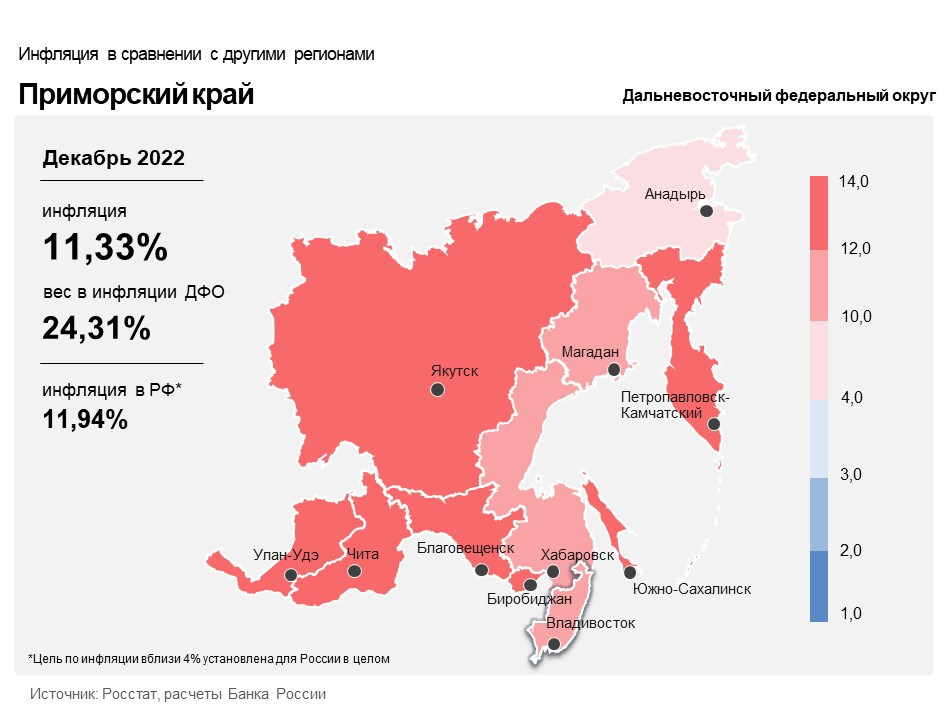 Инфляция в сравнении с другими регионами
Приморский край
Дальневосточный федеральный округ
Декабрь 2022
инфляция
11,33%
вес в инфляции ДФО
24,31%
инфляция в РФ*
11,94%
Анадырь
Магадан
Якутск
Петропавловск-
Камчатский
Улан-Удэ
Чита
Благовещенск
Хабаровск
Биробиджан
Южно-Сахалинск
Владивосток
14,0
12,0
10,0
4,0
3,0
2,0
1,0
*Цель по инфляции вблизи 4% установлена для России в целом
Источник: Росстат, расчеты Банка России